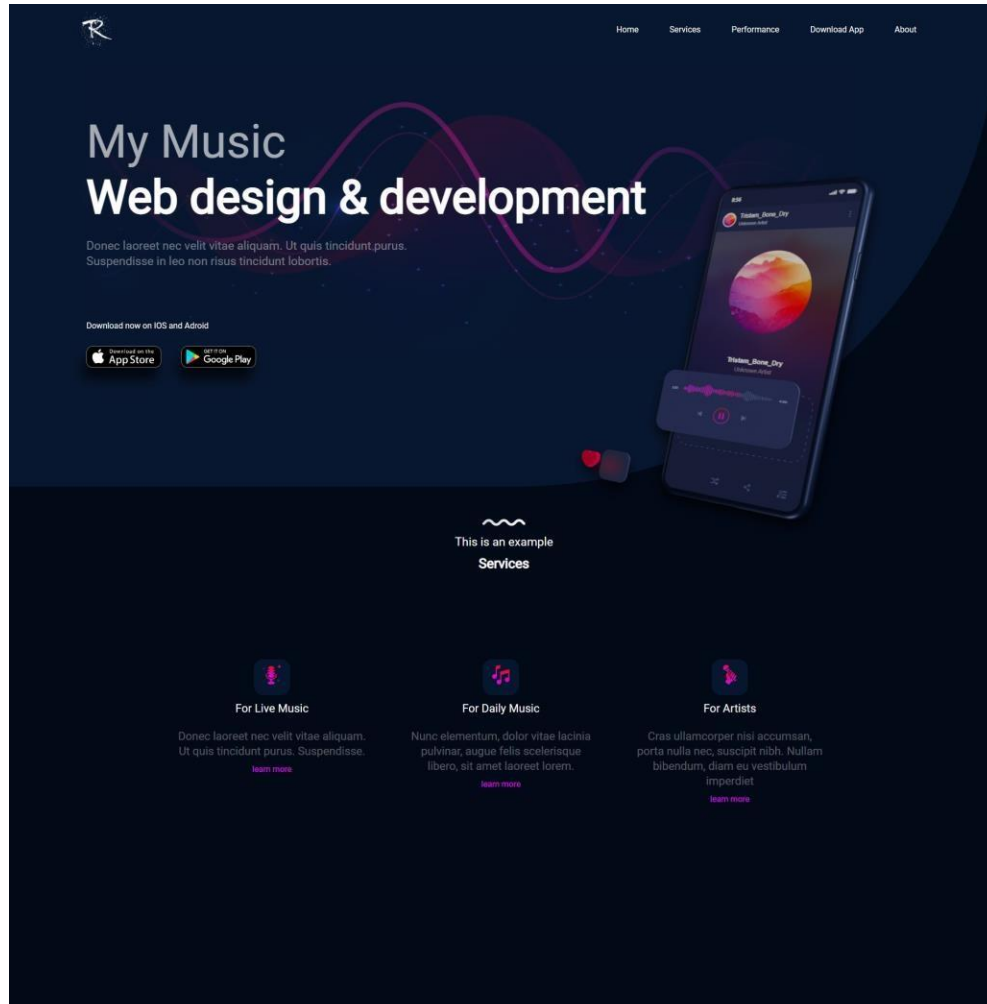 R
Home Services Performance Download App About
My Music
Web design & development
Donec laoreet nec velit vitae aliquam. Ut quis tincidunt purus.
Suspendisse in leo non risus tincidunt lobortis.
Download now on IOS and Adroid
Download on the
App Store
GET IT ON
Google Play
8:56
Tristam_Bone_Dry
Unknown Artist
Tristam_Bone_Dry
Unknown Artist
This is an example
Services
For Live Music
Donec laoreet nec velit vitae aliquam.
Ut quis tincidunt purus. Suspendisse.
learn more
For Daily Music
Nunc elementum, dolor vitae lacinia
pulvinar, augue felis scelerisque
libero, sit amet laoreet lorem.
learn more
For Artists
Cras ullamcorper nisi accumsan,
porta nulla nec, suscipit nibh. Nullam
bibendum, diam eu vestibulum
imperdiet
learn more